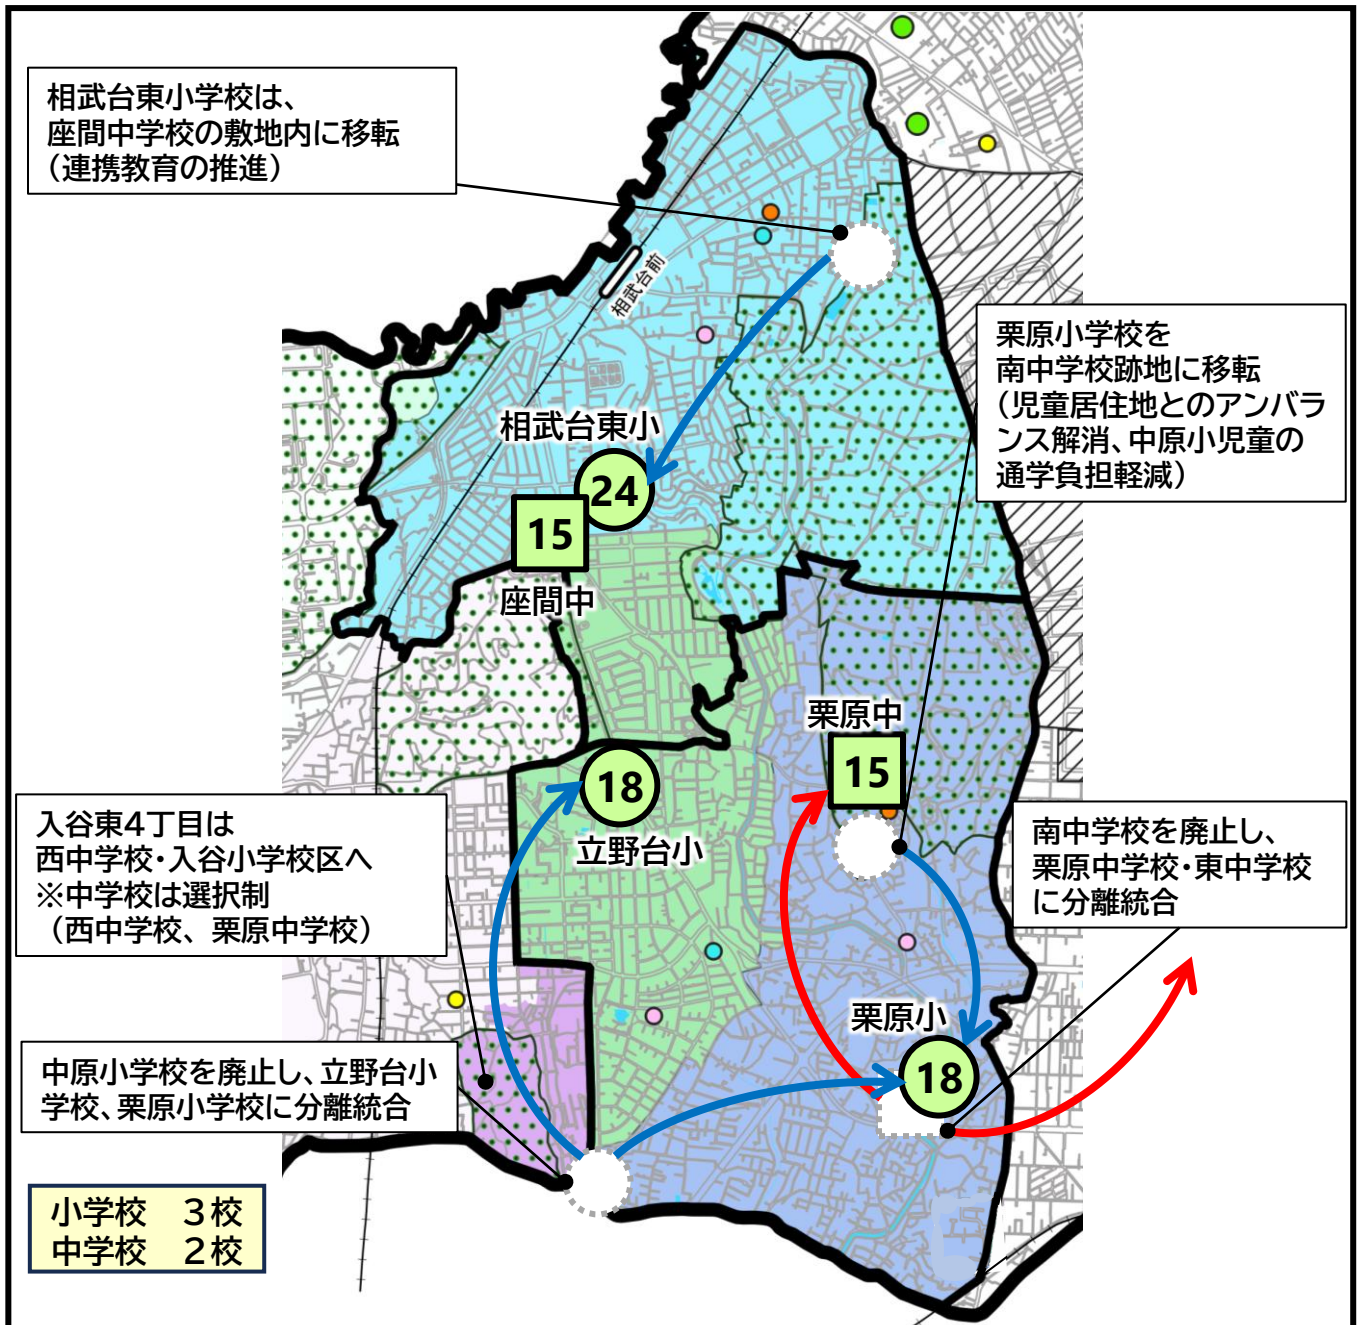 相武台東小学校は、
座間中学校の敷地内に移転
（連携教育の推進）
相武台前
栗原小学校を
南中学校跡地に移転
（児童居住地とのアンバラ
ンス解消、中原小児童の
通学負担軽減）
相武台東小
24
15
座間中
栗原中
15
18
立野台小
入谷東4丁目は
西中学校・入谷小学校区へ
※中学校は選択制
（西中学校、栗原中学校）
南中学校を廃止し、
栗原中学校・東中学校
に分離統合
栗原小
18
中原小学校を廃止し、立野台小
学校、栗原小学校に分離統合
小学校　3校
中学校　2校